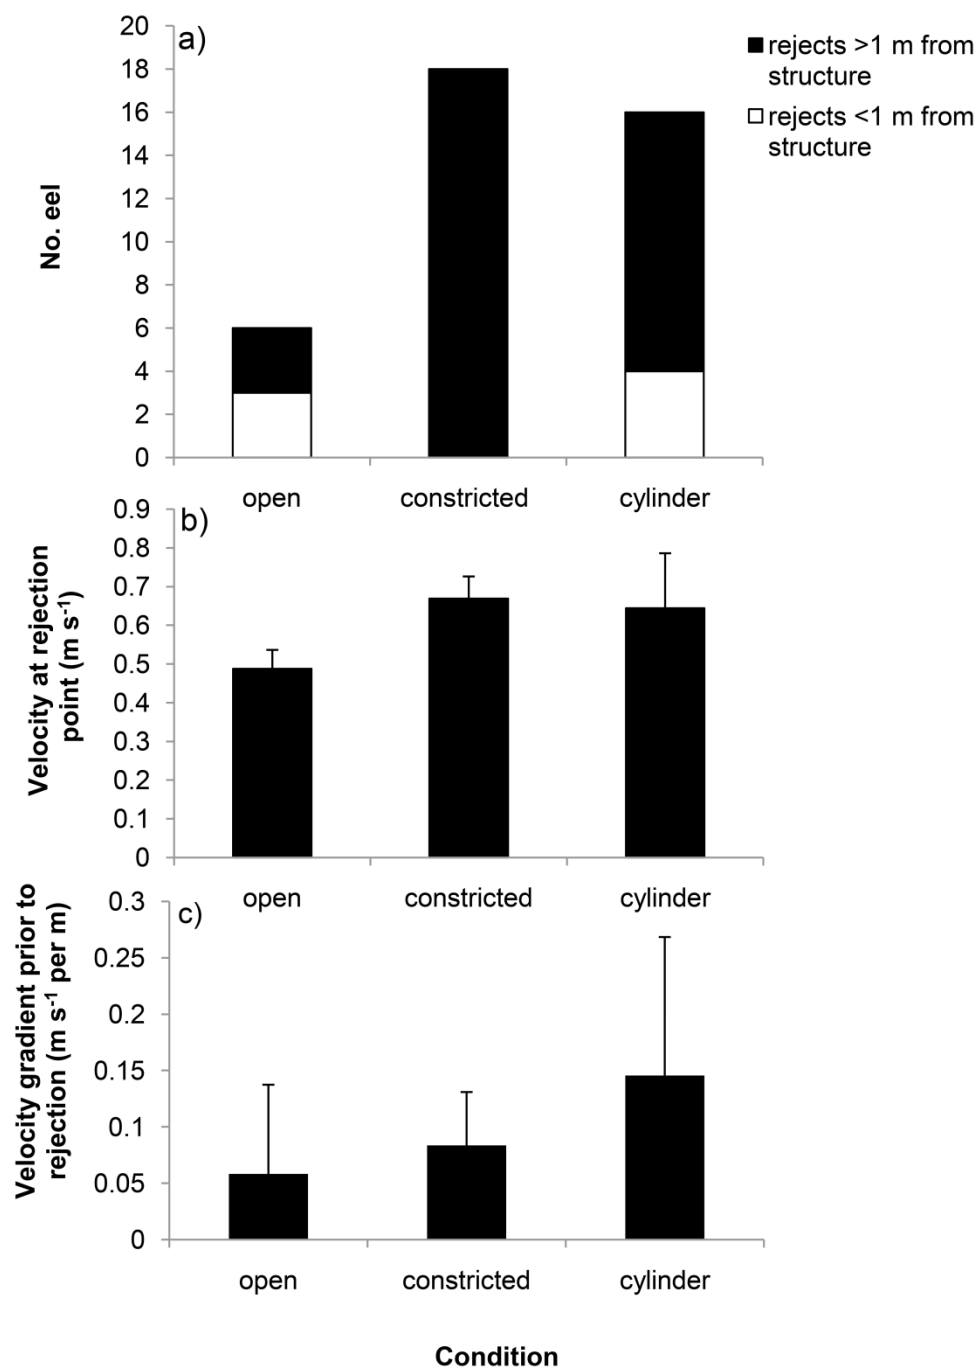 a)
20
18
16
14
12
10
8
6
4
2
0
No. eel
rejects >1 m from
structure
rejects <1 m from
structure
open constricted cylinder
b)
0.9
0.8
0.7
0.6
0.5
0.4
0.3
0.2
0.1
0
Velocity at rejection
point (m s⁻¹)
open constricted cylinder
c)
0.3
0.25
0.2
0.15
0.1
0.05
0
Velocity gradient prior to
rejection (m s⁻¹ per m)
open constricted cylinder
Condition